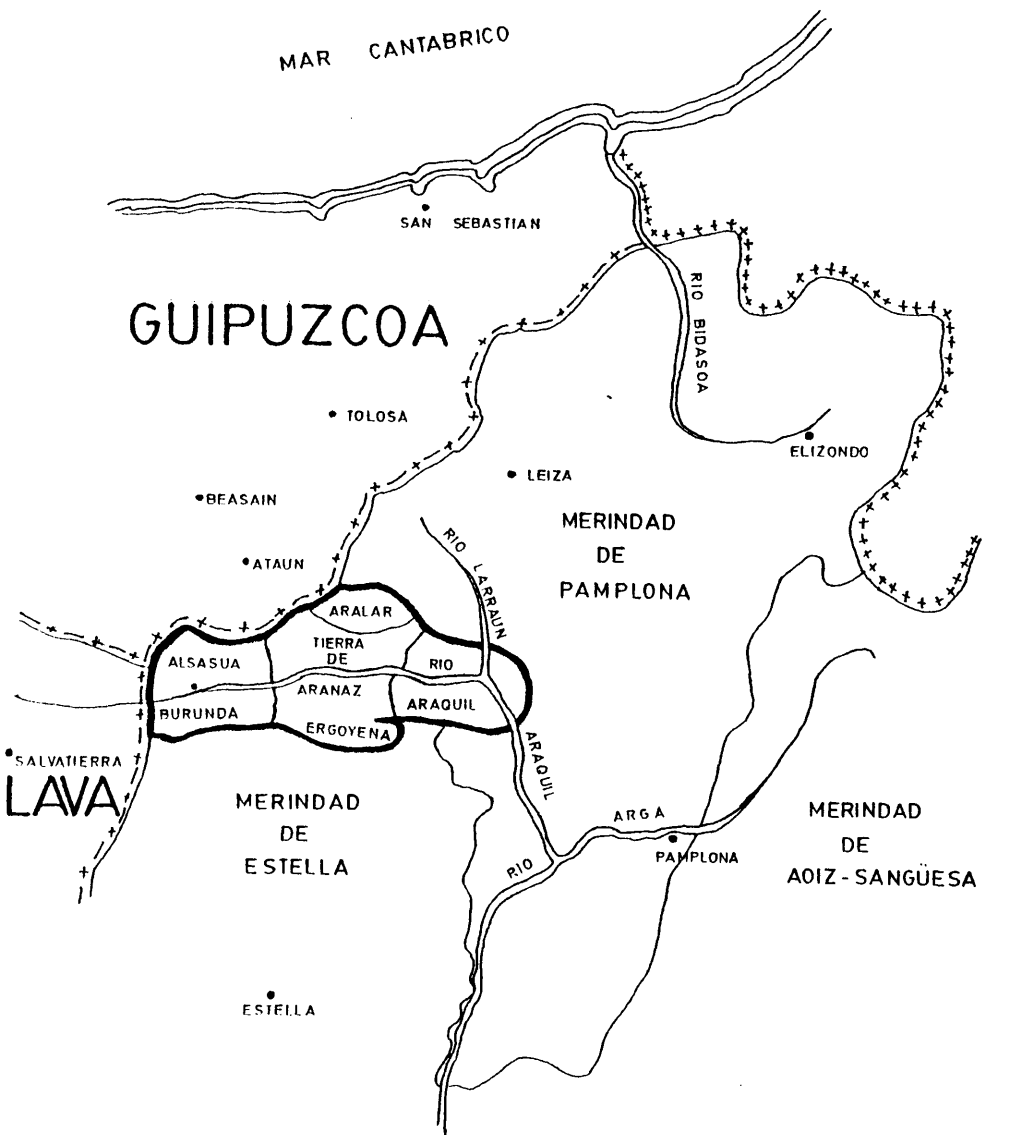 MAR CANTABRICO
SAN SEBASTIAN
GUIPUZCOA
RIO BIDASOA
TOLOSA
ELIZONDO
LEIZA
BEASAIN
MERINDAD
DE
PAMPLONA
RIO LARRAUN
ATAUN
ARALAR
TIERRA
DE
ARANAZ
ALSASUA
RIO
ARAQUIL
BURUNDA
ERGOYENA
ARAQUIL
SALVATIERRA
LAVA
MERINDAD
DE
ESTELLA
RIO ARGA
PAMPLONA
MERINDAD
DE
AOIZ-SANGÜESA
ESTELLA